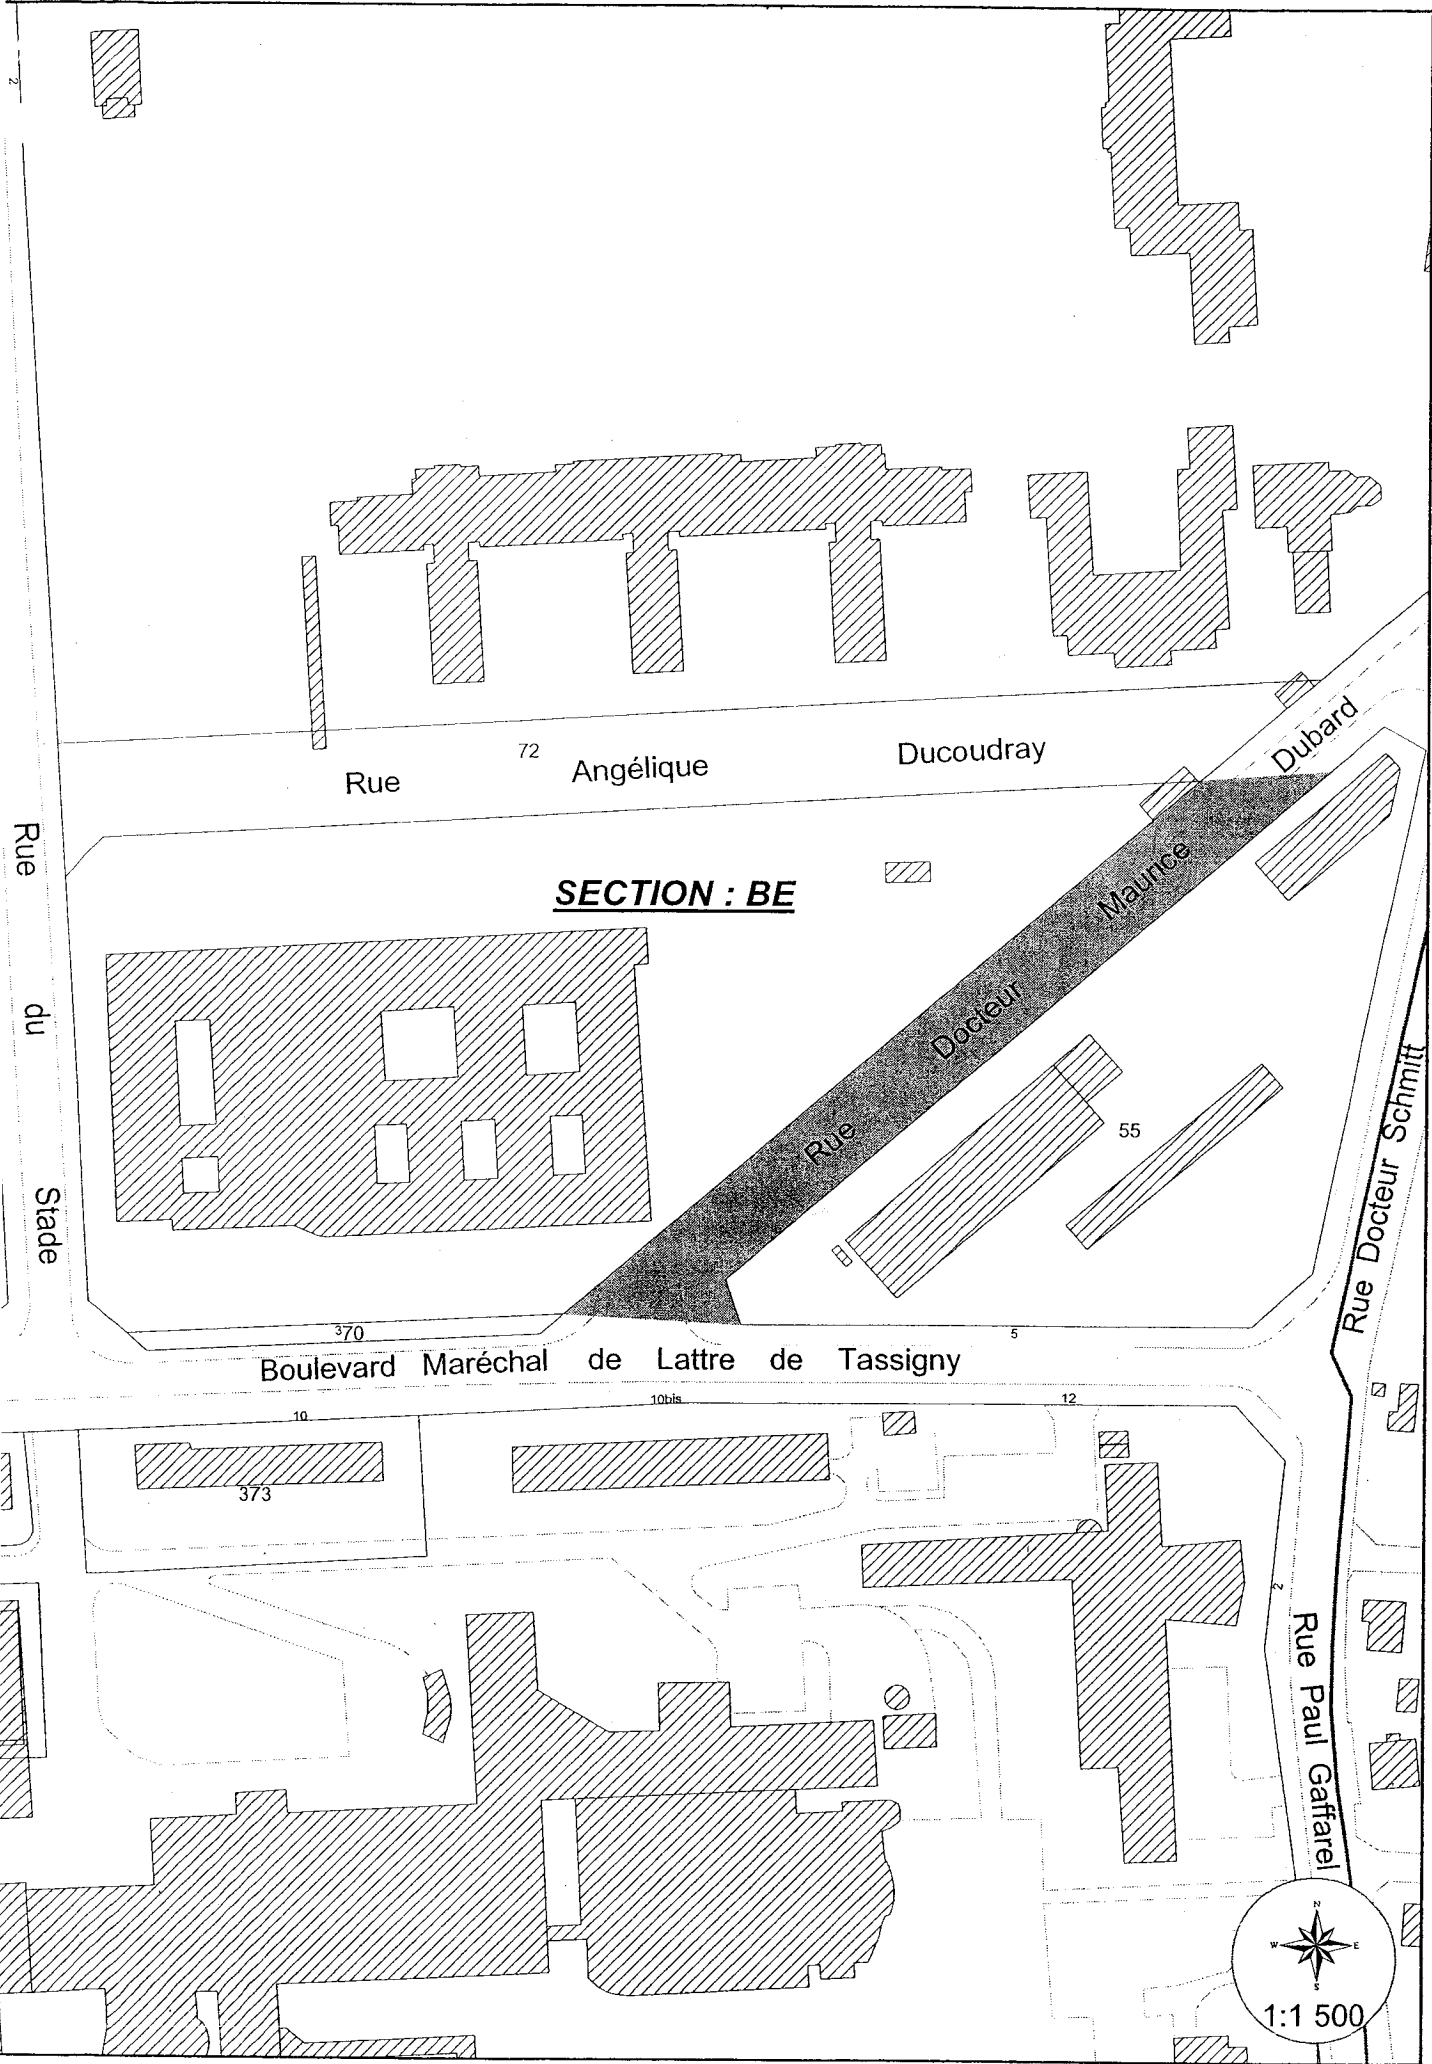 2
72
Rue Angélique Ducoudray
Rue Docteur Maurice Dubard
SECTION : BE
Rue du Stade
55
Rue Docteur Schmitt
370
5
Boulevard Maréchal de Lattre de Tassigny
10
10bis
12
373
2
Rue Paul Gaffarel
N
W E
S
1:1 500